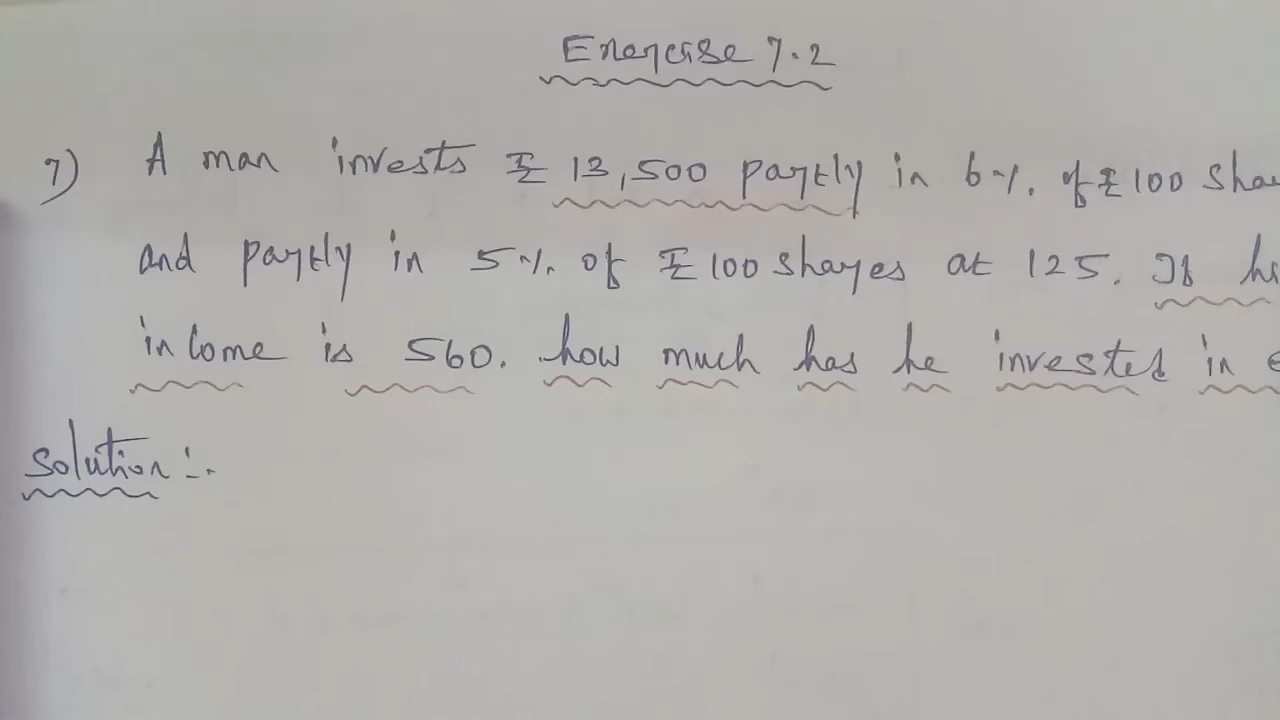 Exercise 7.2
7) A man invests ₹ 13,500 partly in 6%. of ₹100 Sha
and partly in 5%. of ₹100 shares at 125. If hi
income is 560. how much has he invested in e
Solution :-